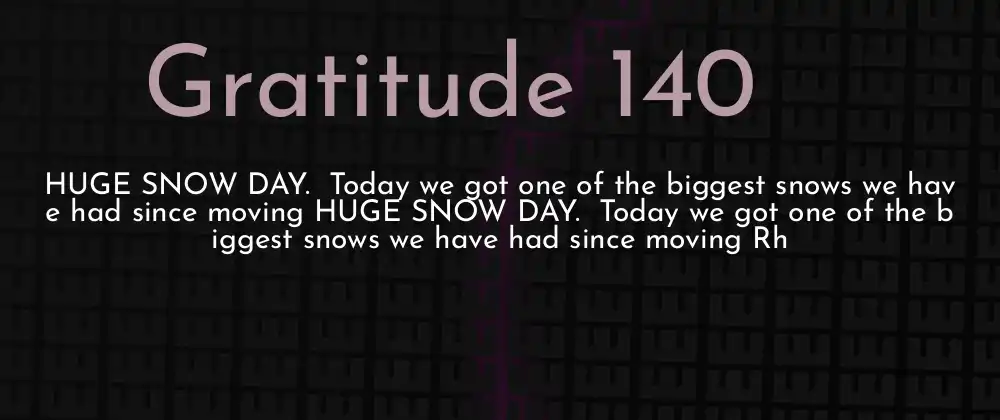 Gratitude 140
HUGE SNOW DAY.  Today we got one of the biggest snows we hav
e had since moving HUGE SNOW DAY.  Today we got one of the b
iggest snows we have had since moving Rh